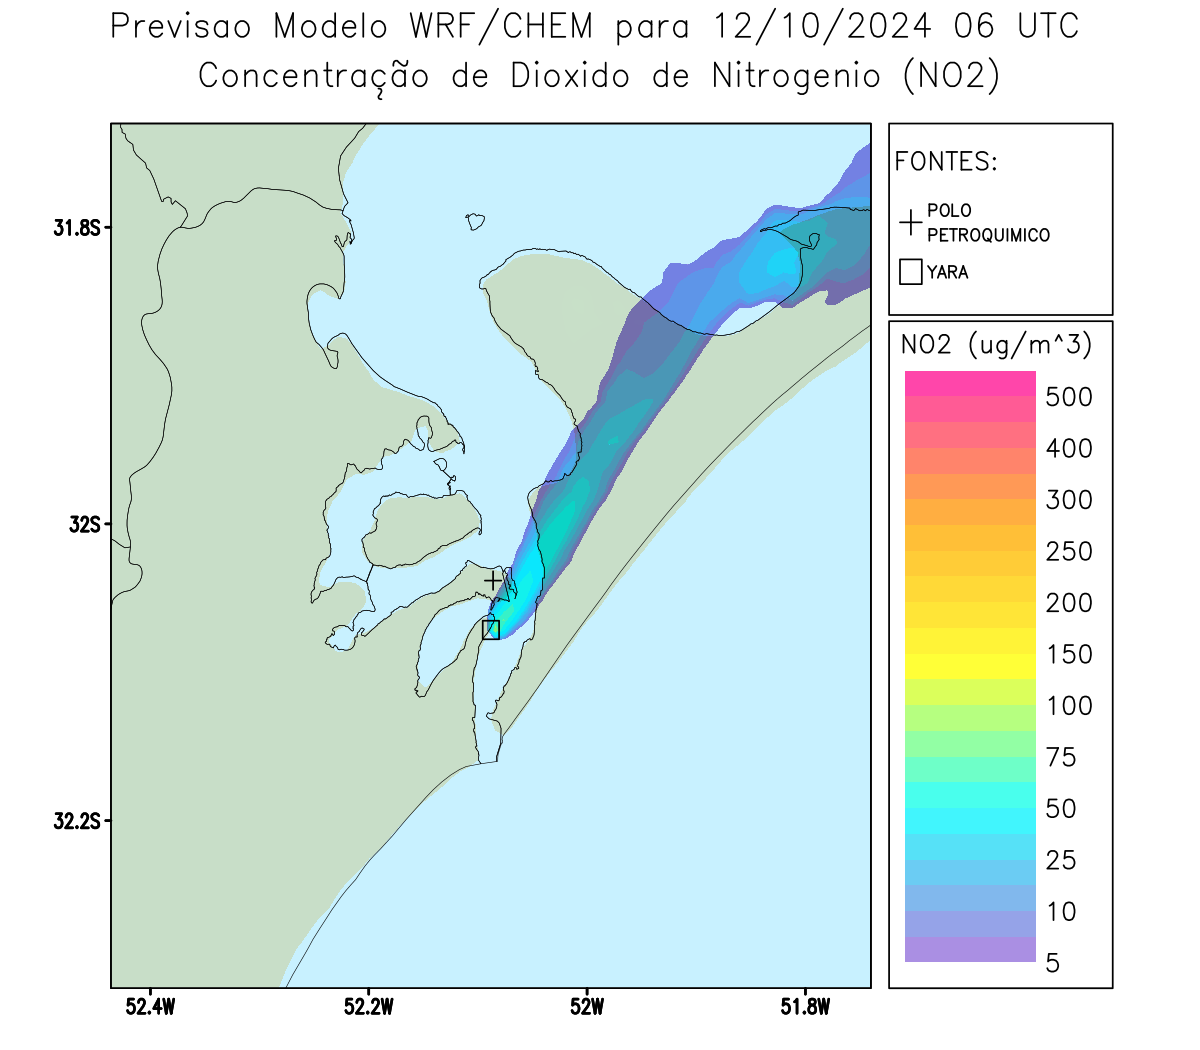 Previsao Modelo WRF/CHEM para 12/10/2024 06 UTC
Concentração de Dioxido de Nitrogenio (NO2)
FONTES:
POLO
PETROQUIMICO
YARA
NO2 (ug/m^3)
500
400
300
250
200
150
100
75
50
25
10
5
31.8S
32S
32.2S
52.4W
52.2W
52W
51.8W